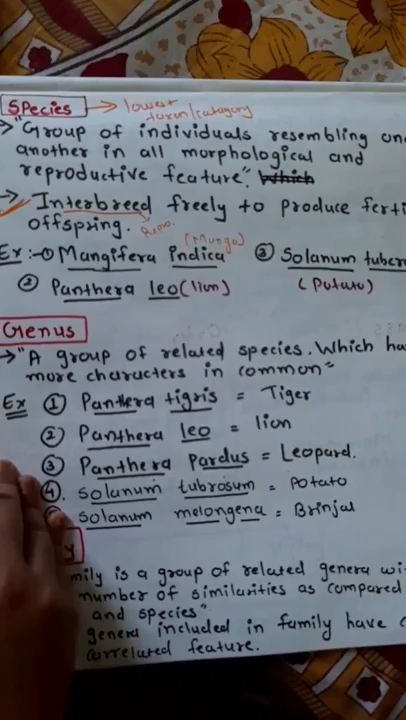 Species → lowest
taxon/category
→ "Group of individuals resembling one
another in all morphological and
reproductive feature". Which
→ Interbreed freely to produce ferti
offspring. Repro.
(Mango)
Ex:- ① Mangifera indica ③ Solanum tuber
② Panthera leo (lion) (Potato)
Genus
→ "A group of related species. Which ha
more characters in common"
Ex ① Panthera tigris = Tiger
② Panthera leo = lion
③ Panthera Pardus = Leopard.
④. Solanum tubrosum = Potato
Solanum melongena = Brinjal
y
mily is a group of related genera wi
number of similarities as compared
and species"
genera included in family have c
correlated feature.